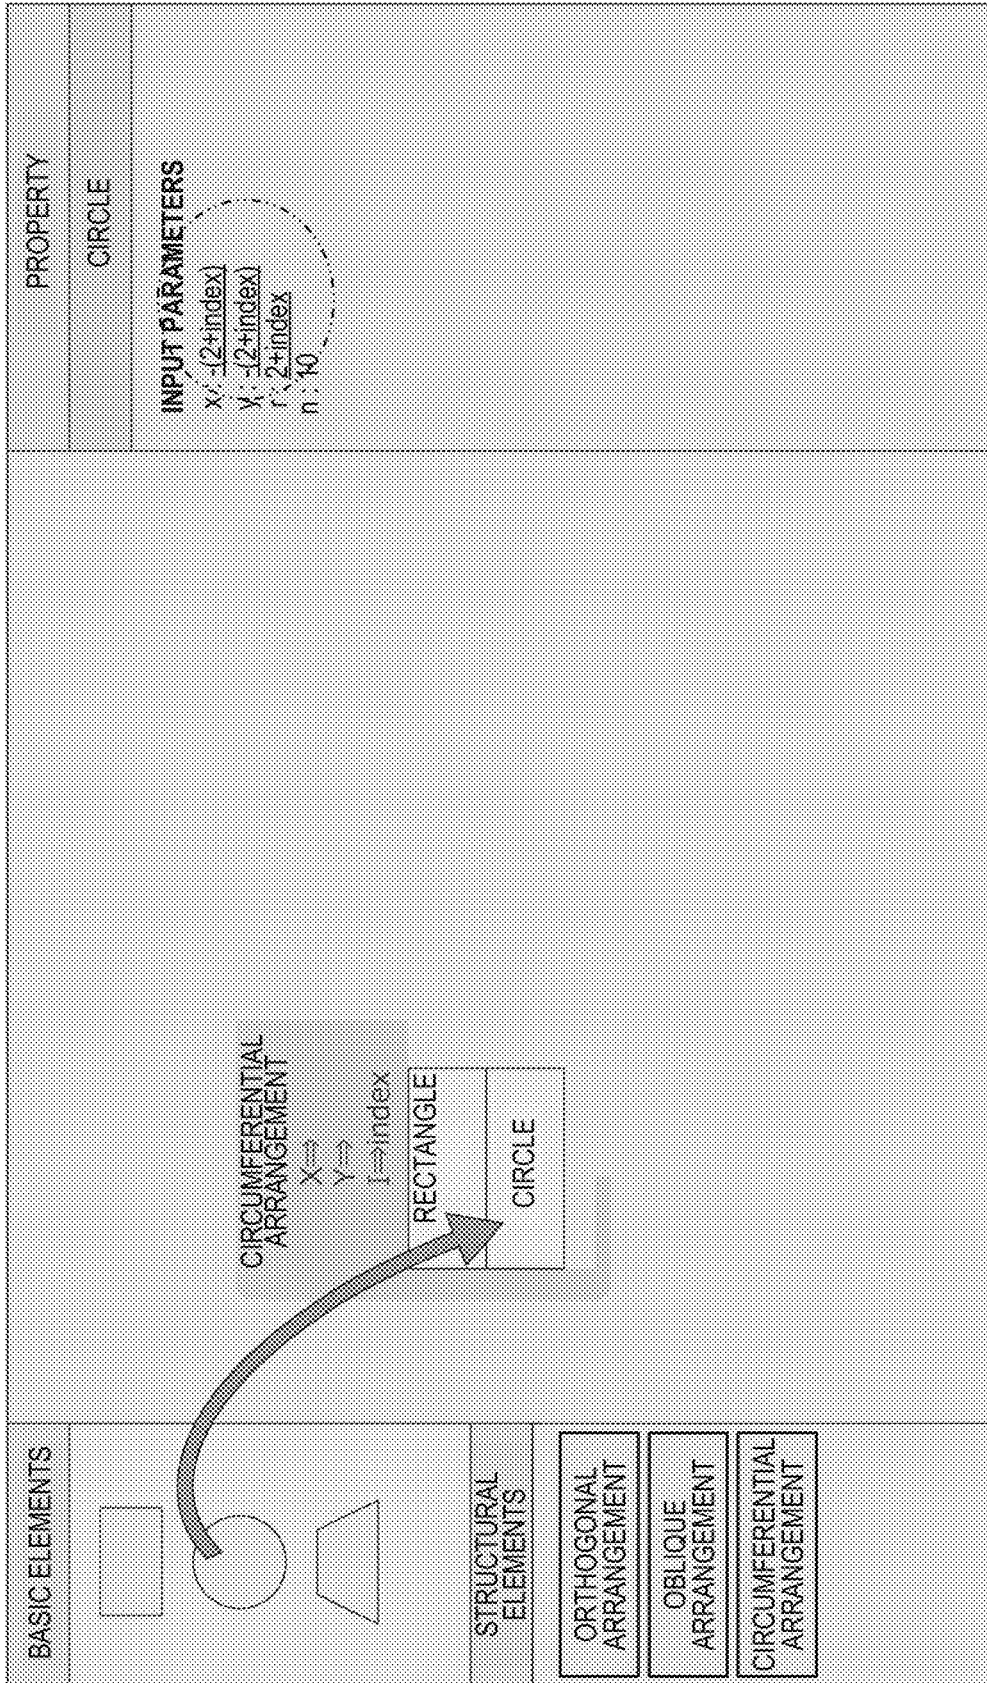 BASIC ELEMENTS
STRUCTURAL
ELEMENTS
ORTHOGONAL
ARRANGEMENT
OBLIQUE
ARRANGEMENT
CIRCUMFERENTIAL
ARRANGEMENT
CIRCUMFERENTIAL
ARRANGEMENT
X⇒
Y⇒
I⇒index
RECTANGLE
CIRCLE
PROPERTY
CIRCLE
INPUT PARAMETERS
x : -(2+index)
y : -(2+index)
r : 2+index
n : 10